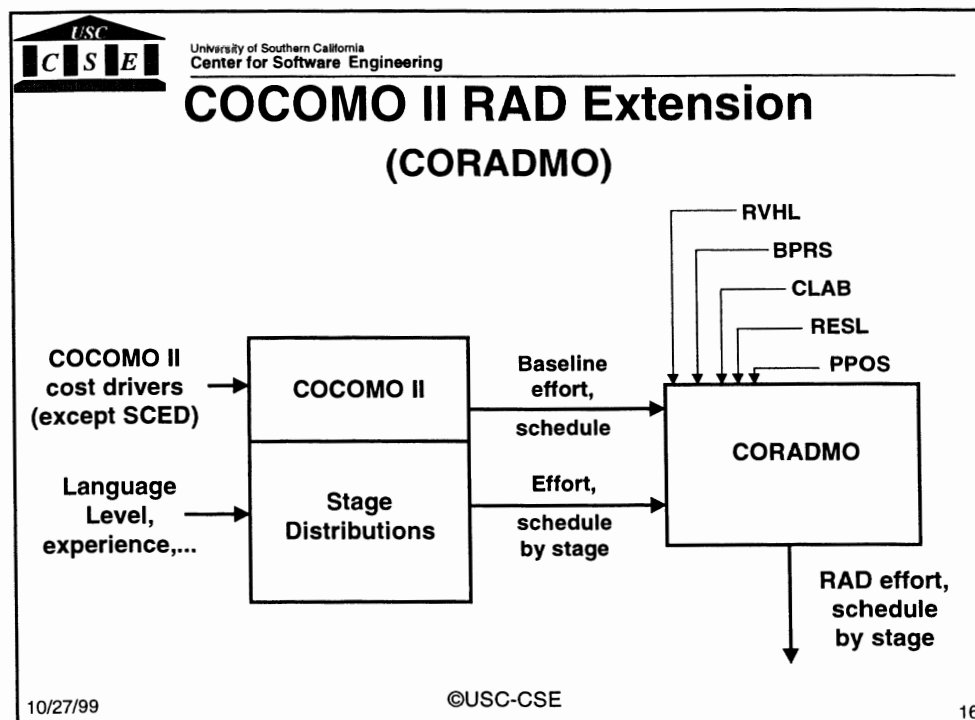 USC
C S E
University of Southern California
Center for Software Engineering
COCOMO II RAD Extension
(CORADMO)
RVHL
BPRS
CLAB
RESL
PPOS
COCOMO II
cost drivers
(except SCED)
COCOMO II
Baseline
effort,
schedule
CORADMO
Language
Level,
experience,...
Stage
Distributions
Effort,
schedule
by stage
RAD effort,
schedule
by stage
10/27/99
©USC-CSE
16